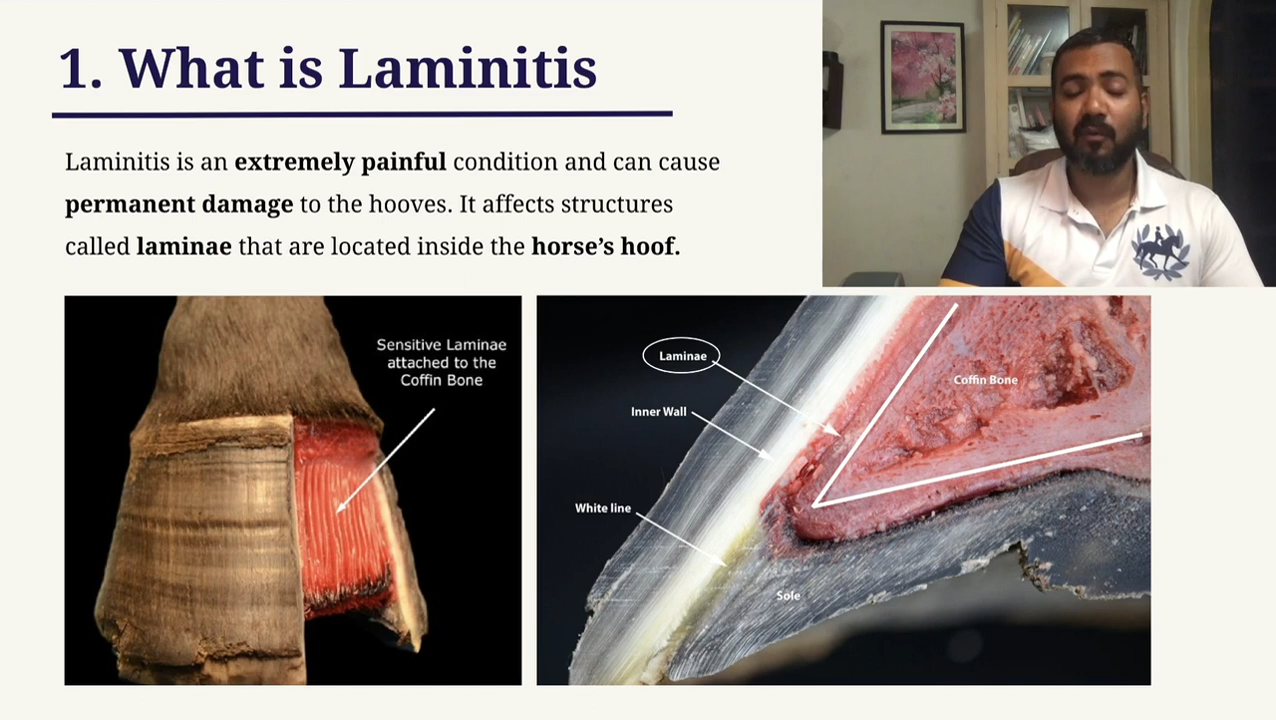 1. What is Laminitis
Laminitis is an extremely painful condition and can cause
permanent damage to the hooves. It affects structures
called laminae that are located inside the horse’s hoof.
Sensitive Laminae
attached to the
Coffin Bone
Laminae
Coffin Bone
Inner Wall
White line
Sole